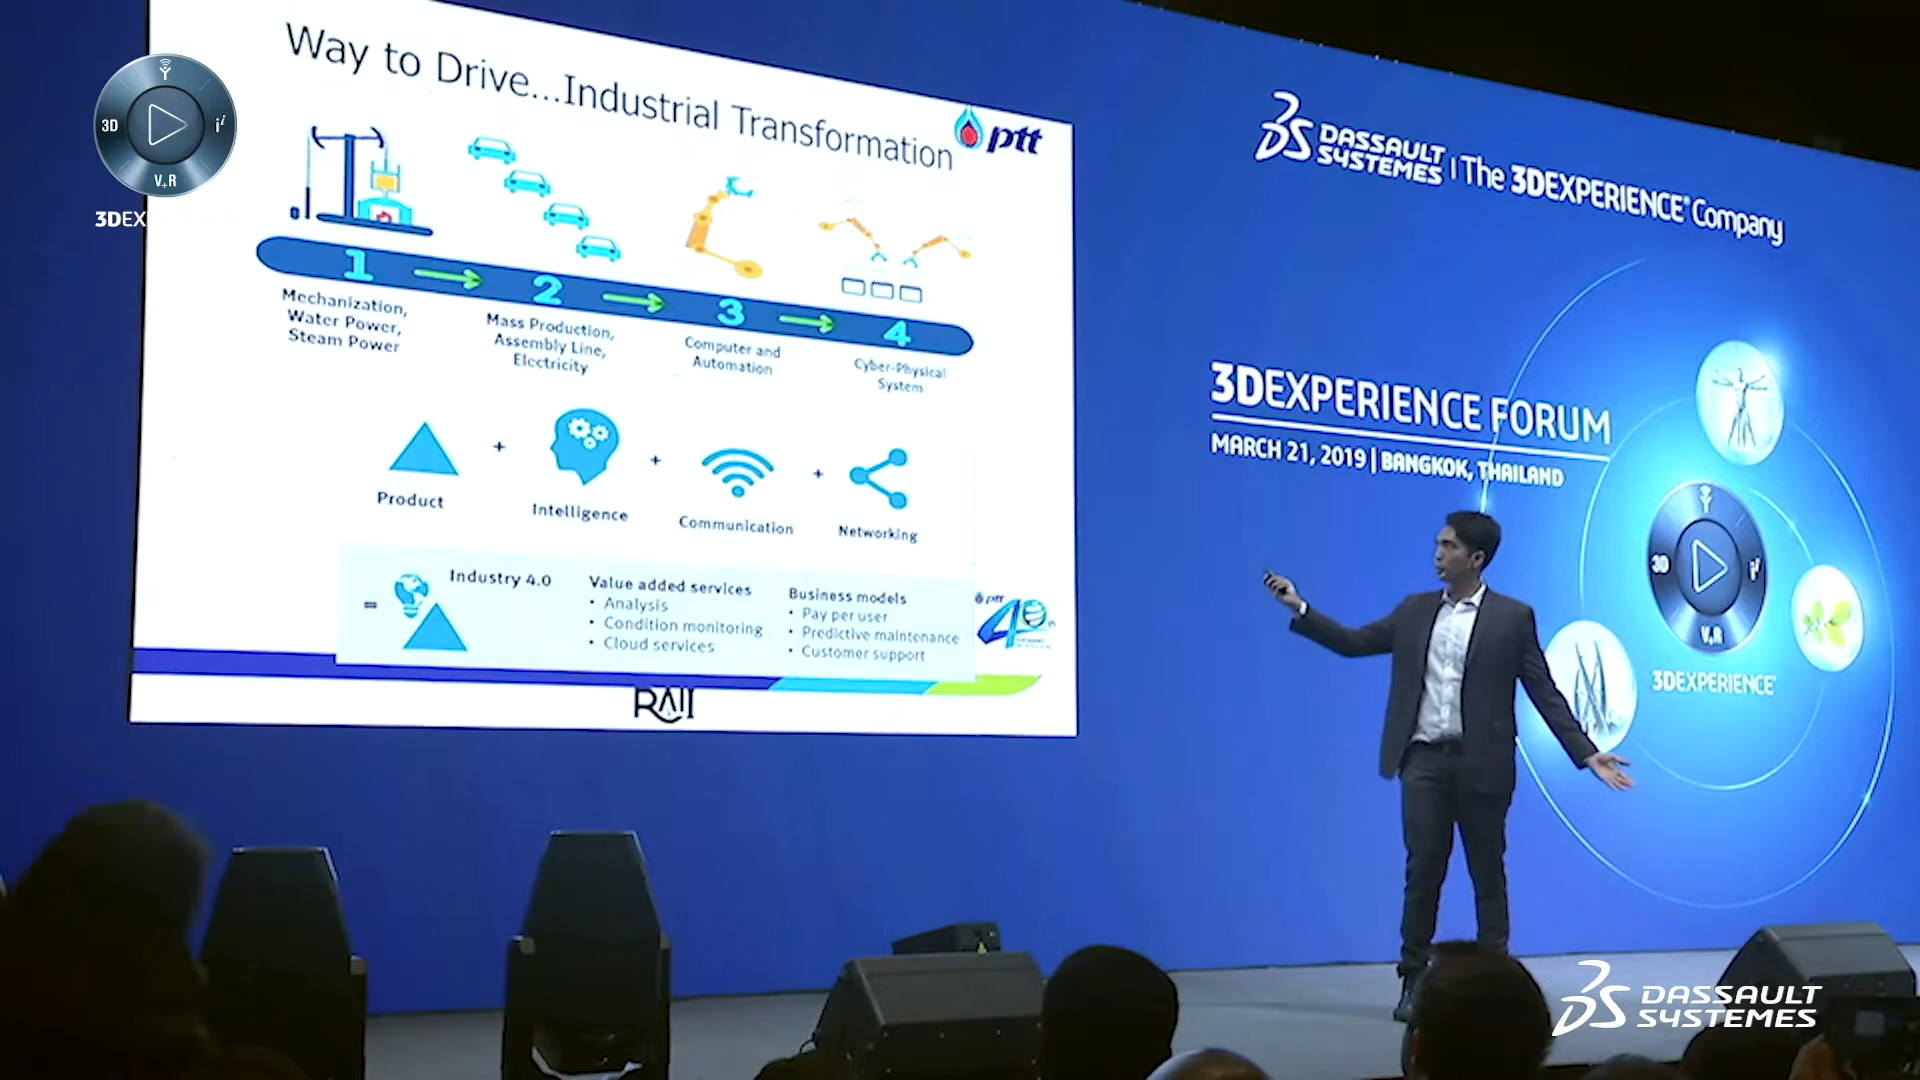 Way to Drive...Industrial Transformation
ptt
3D
V+R
3DEX
1
2
3
4
Mechanization,
Water Power,
Steam Power
Mass Production,
Assembly Line,
Electricity
Computer and
Automation
Cyber-Physical
System
+
+
+
Product
Intelligence
Communication
Networking
=
Industry 4.0
Value added services
• Analysis
• Condition monitoring
• Cloud services
Business models
• Pay per user
• Predictive maintenance
• Customer support
ptt
40
RAII
DASSAULT
SYSTEMES | The 3DEXPERIENCE® Company
3DEXPERIENCE FORUM
MARCH 21, 2019 | BANGKOK, THAILAND
3D
V+R
3DEXPERIENCE®
DASSAULT
SYSTEMES